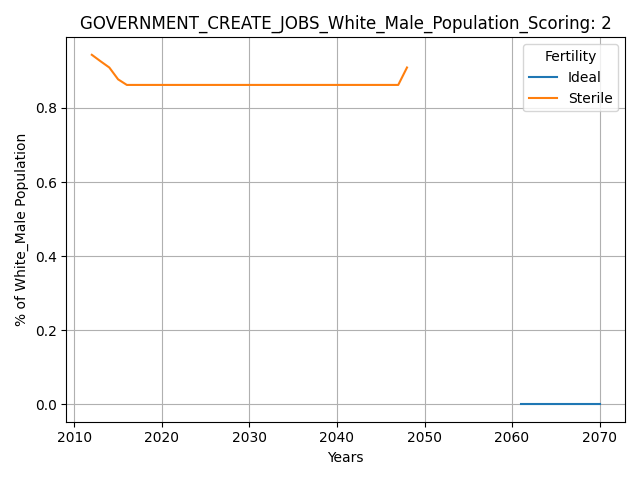 GOVERNMENT_CREATE_JOBS_White_Male_Population_Scoring: 2
Fertility
Ideal
Sterile
% of White_Male Population
0.8
0.6
0.4
0.2
0.0
2010 2020 2030 2040 2050 2060 2070
Years